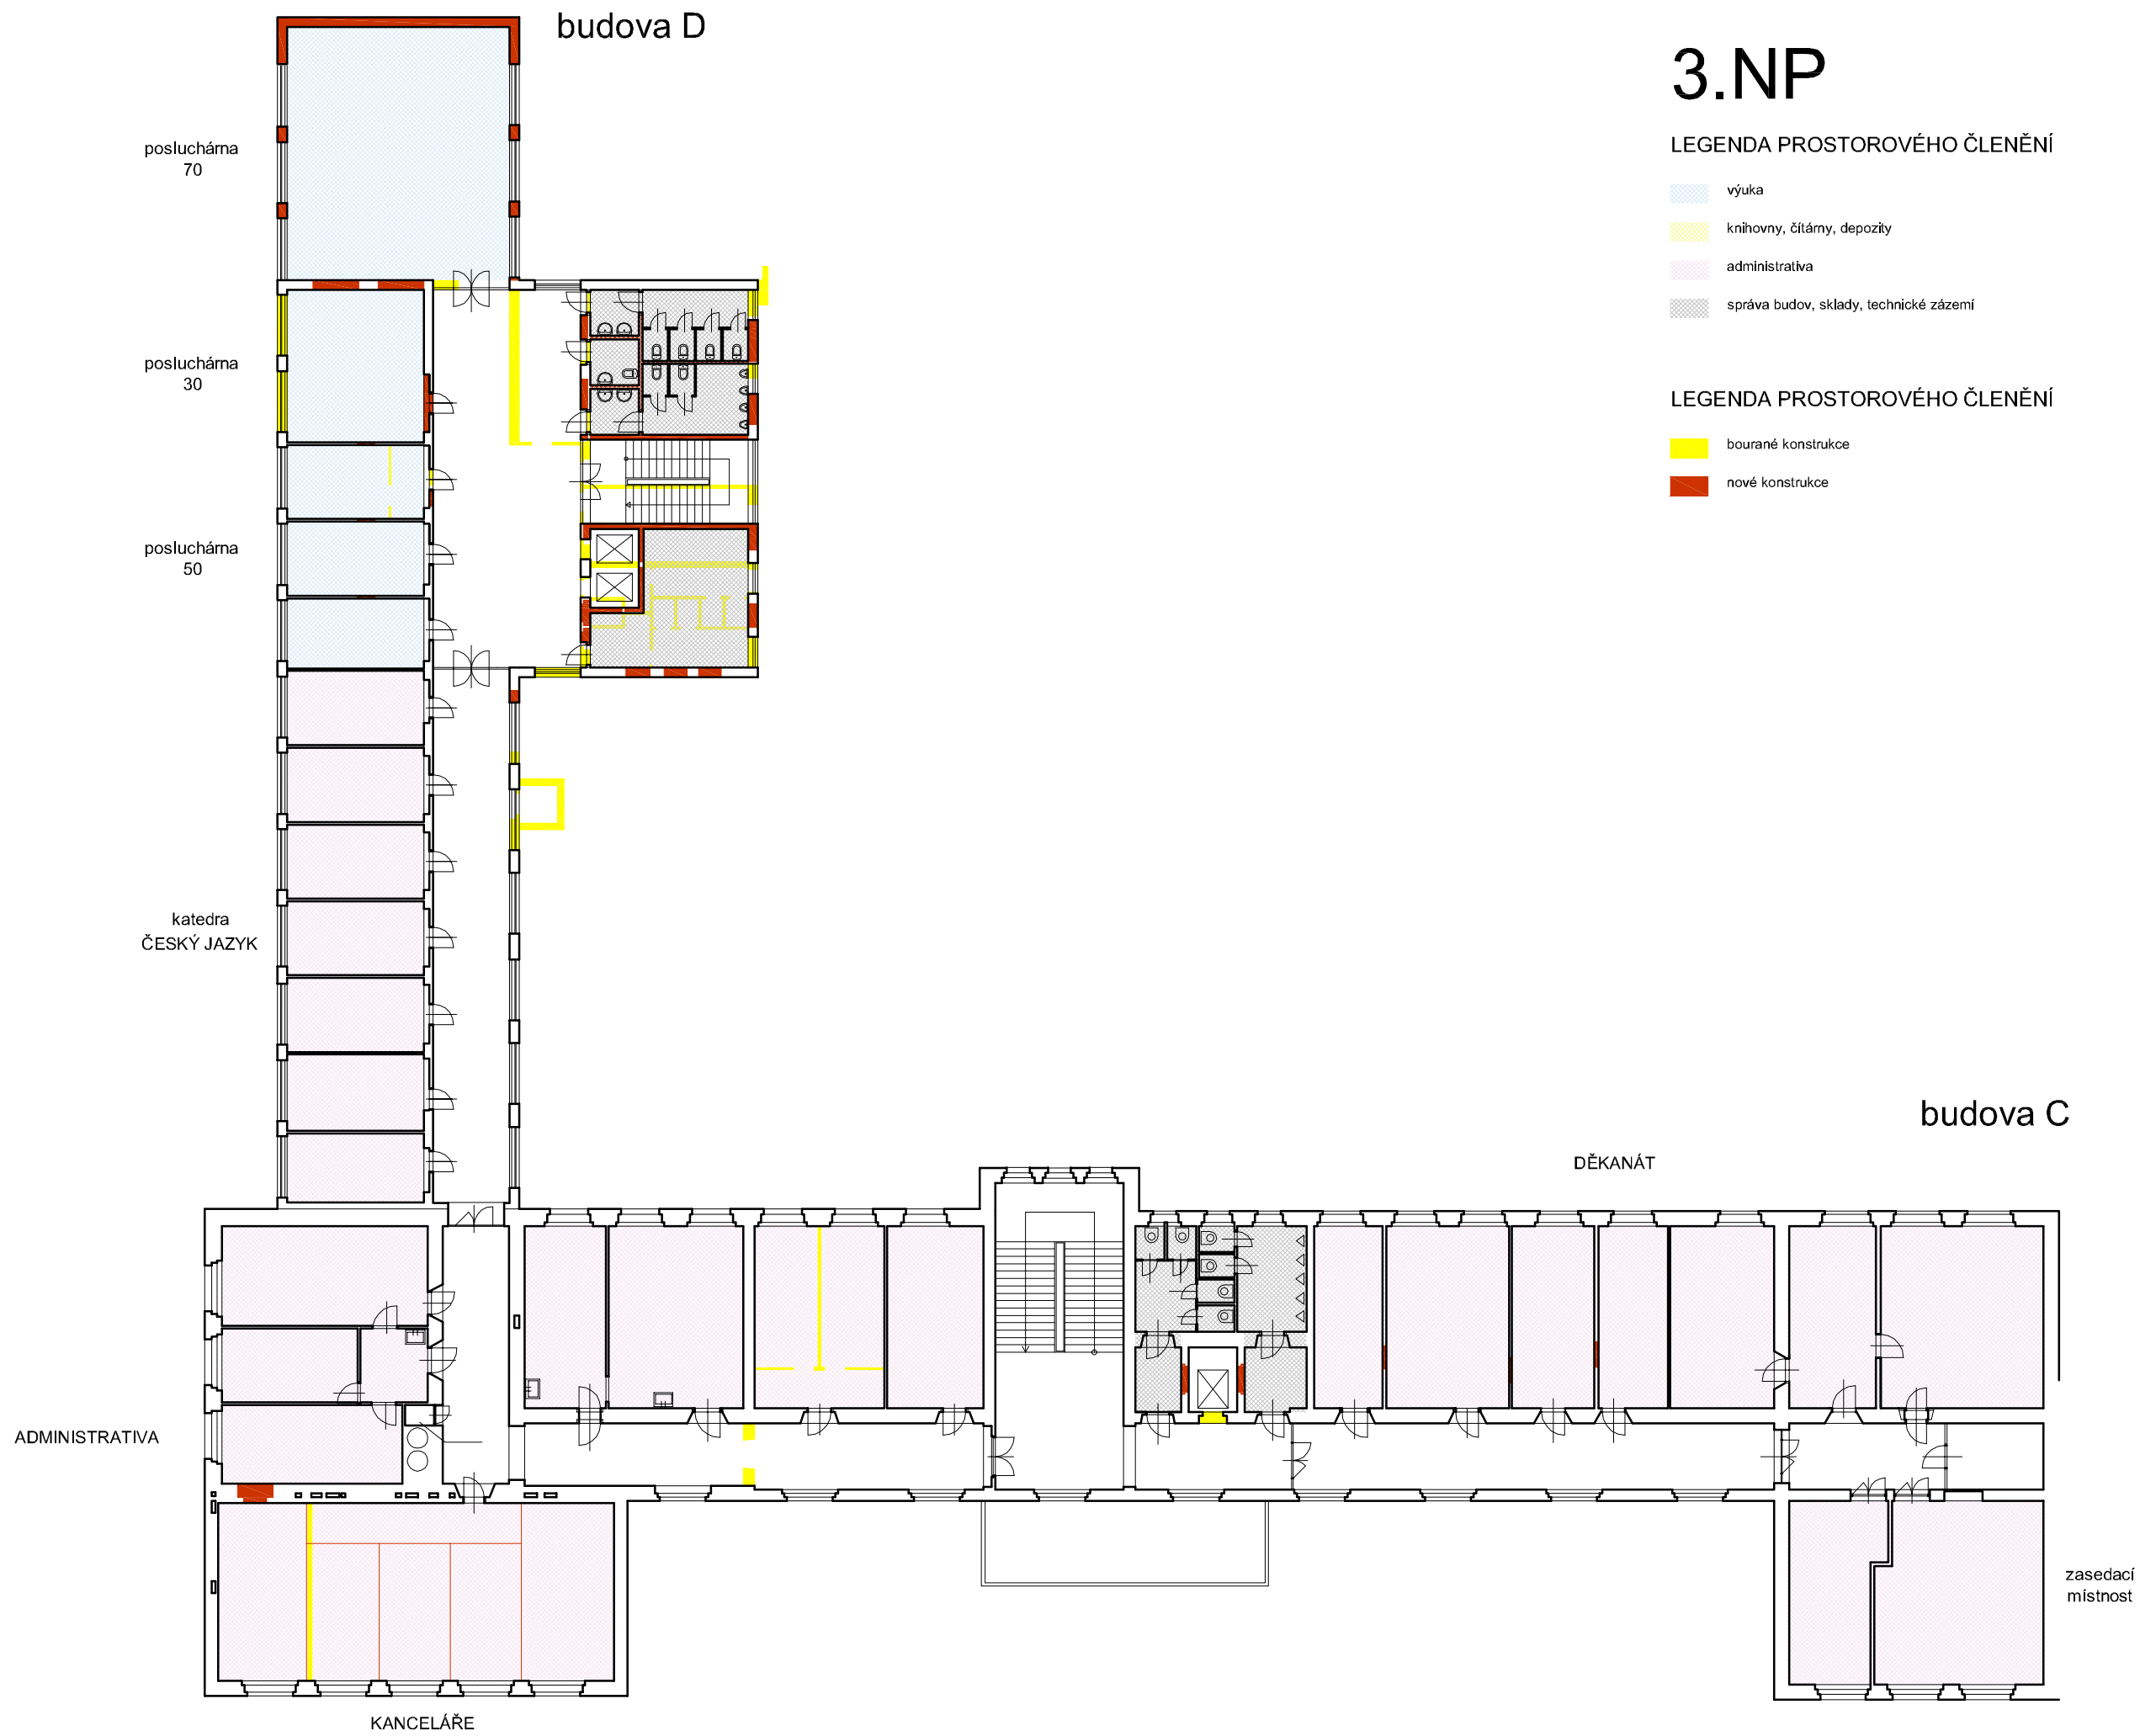 budova D
3.NP
LEGENDA PROSTOROVÉHO ČLENĚNÍ
výuka
knihovny, čítárny, depozity
administrativa
správa budov, sklady, technické zázemí
LEGENDA PROSTOROVÉHO ČLENĚNÍ
bourané konstrukce
nové konstrukce
posluchárna
70
posluchárna
30
posluchárna
50
katedra
ČESKÝ JAZYK
budova C
DĚKANÁT
ADMINISTRATIVA
zasedací
místnost
KANCELÁŘE